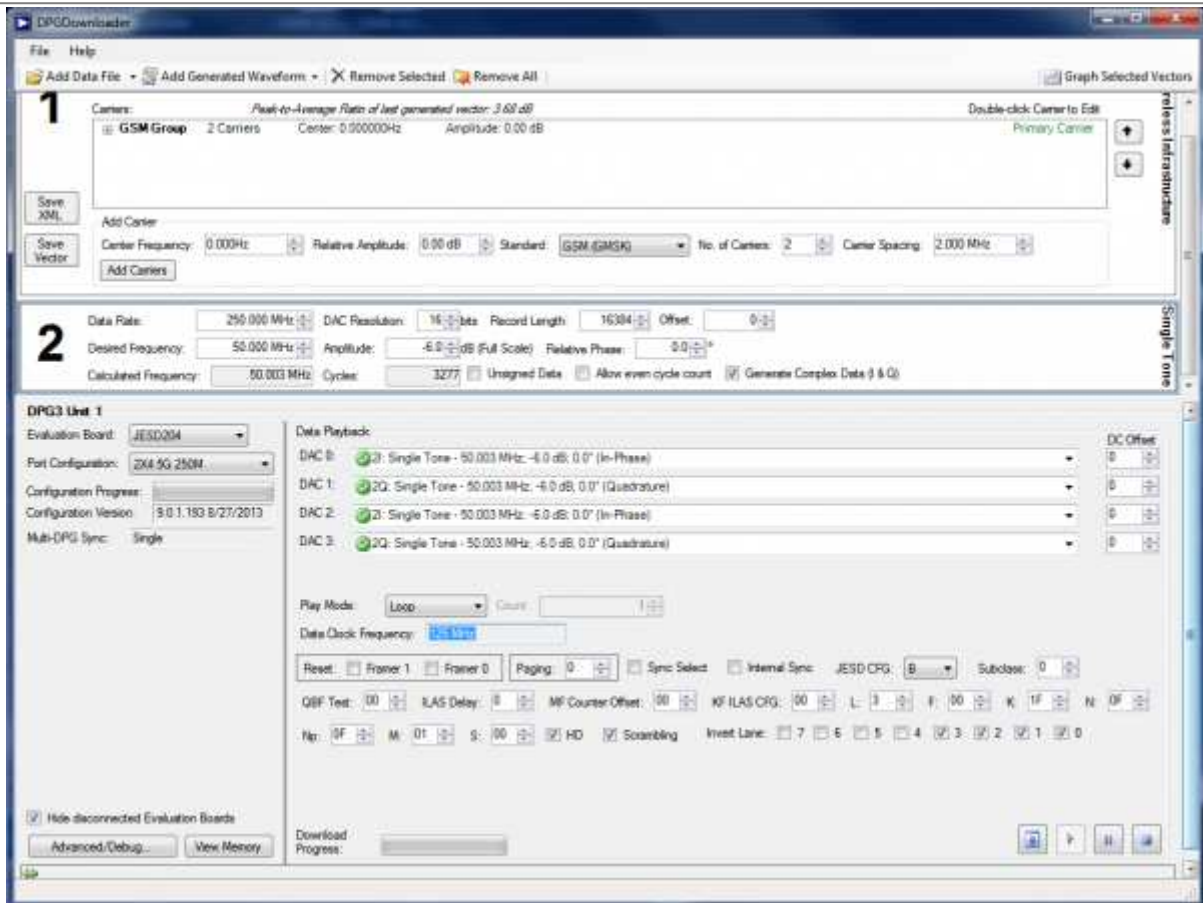 DPGDownloader
File Help
Add Data File Add Generated Waveform Remove Selected Remove All Graph Selected Vectors
1 Carriers: Peak-to-Average Ratio of last generated vector: 3.68 dB Double-click Carrier to Edit
GSM Group 2 Carriers Center: 0.000000Hz Amplitude: 0.00 dB Primary Carrier
reless Infrastructure
Save XML
Add Carrier
Save Vector
Center Frequency: 0.000Hz Relative Amplitude: 0.00 dB Standard: GSM (GMSK) No. of Carriers: 2 Carrier Spacing: 2.000 MHz
Add Carriers
2 Data Rate: 250.000 MHz DAC Resolution: 16 bits Record Length: 16384 Offset: 0
Desired Frequency: 50.000 MHz Amplitude: -6.0 dB (Full Scale) Relative Phase: 0.0 °
Calculated Frequency: 50.003 MHz Cycles: 3277 Unsigned Data Allow even cycle count Generate Complex Data (I & Q)
Single Tone
DPG3 Unit 1
Evaluation Board: JESD204
Port Configuration: 2X4 5G 250M
Configuration Progress:
Configuration Version: 9.0.1.193 8/27/2013
Multi-DPG Sync: Single
Data Playback
DC Offset
DAC 0: 2I: Single Tone - 50.003 MHz; -6.0 dB; 0.0° (In-Phase) 0
DAC 1: 2Q: Single Tone - 50.003 MHz; -6.0 dB; 0.0° (Quadrature) 0
DAC 2: 2I: Single Tone - 50.003 MHz; -6.0 dB; 0.0° (In-Phase) 0
DAC 3: 2Q: Single Tone - 50.003 MHz; -6.0 dB; 0.0° (Quadrature) 0
Play Mode: Loop Count: 1
Data Clock Frequency: 125 MHz
Reset: Framer 1 Framer 0 Paging: 0 Sync Select Internal Sync JESD CFG: B Subclass: 0
QBF Test: 00 ILAS Delay: 0 MF Counter Offset: 00 KF ILAS CFG: 00 L: 3 F: 00 K: 1F N: 0F
Np: 0F M: 01 S: 00 HD Scrambling Invert Lane: 7 6 5 4 3 2 1 0
Hide disconnected Evaluation Boards
Advanced/Debug... View Memory
Download Progress: